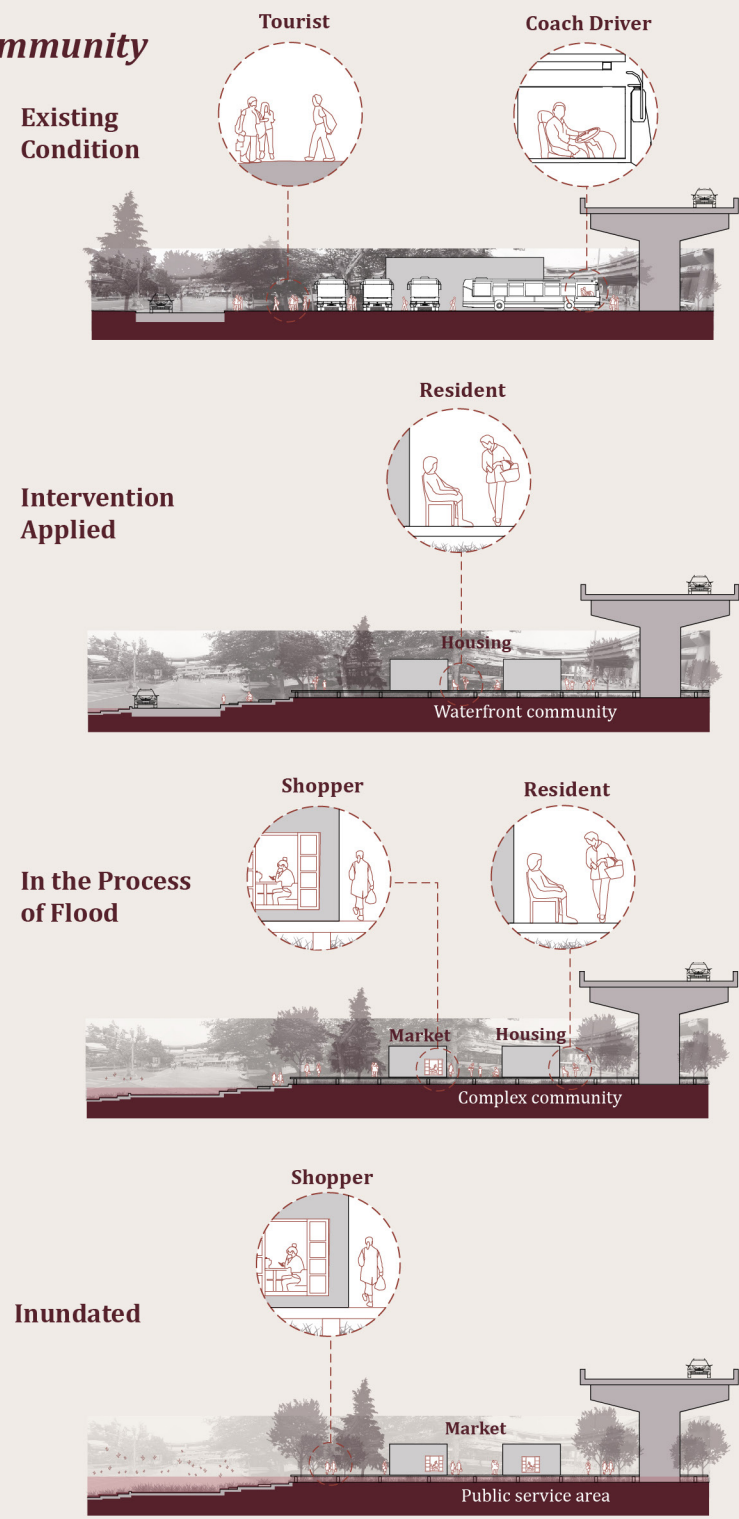 mmunity
Tourist
Coach Driver
Existing
Condition
Resident
Intervention
Applied
Housing
Waterfront community
Shopper
Resident
In the Process
of Flood
Market
Housing
Complex community
Shopper
Inundated
Market
Public service area